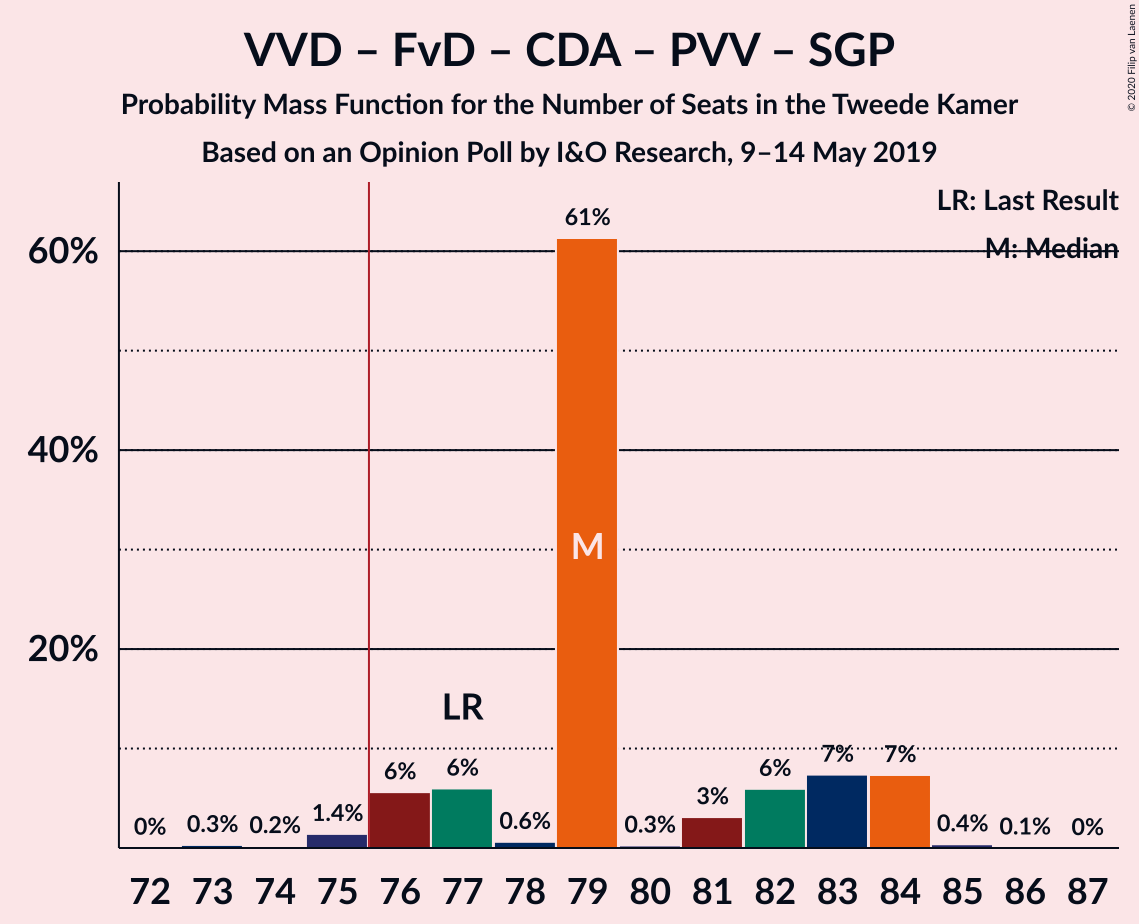 VVD – FvD – CDA – PVV – SGP
Probability Mass Function for the Number of Seats in the Tweede Kamer
Based on an Opinion Poll by I&O Research, 9–14 May 2019
© 2020 Filip van Laenen
LR: Last Result
M: Median
61%
60%
40%
M
20%
LR
0% 0.3% 0.2% 1.4% 6% 6% 0.6% 0.3% 3% 6% 7% 7% 0.4% 0.1% 0%
72 73 74 75 76 77 78 79 80 81 82 83 84 85 86 87